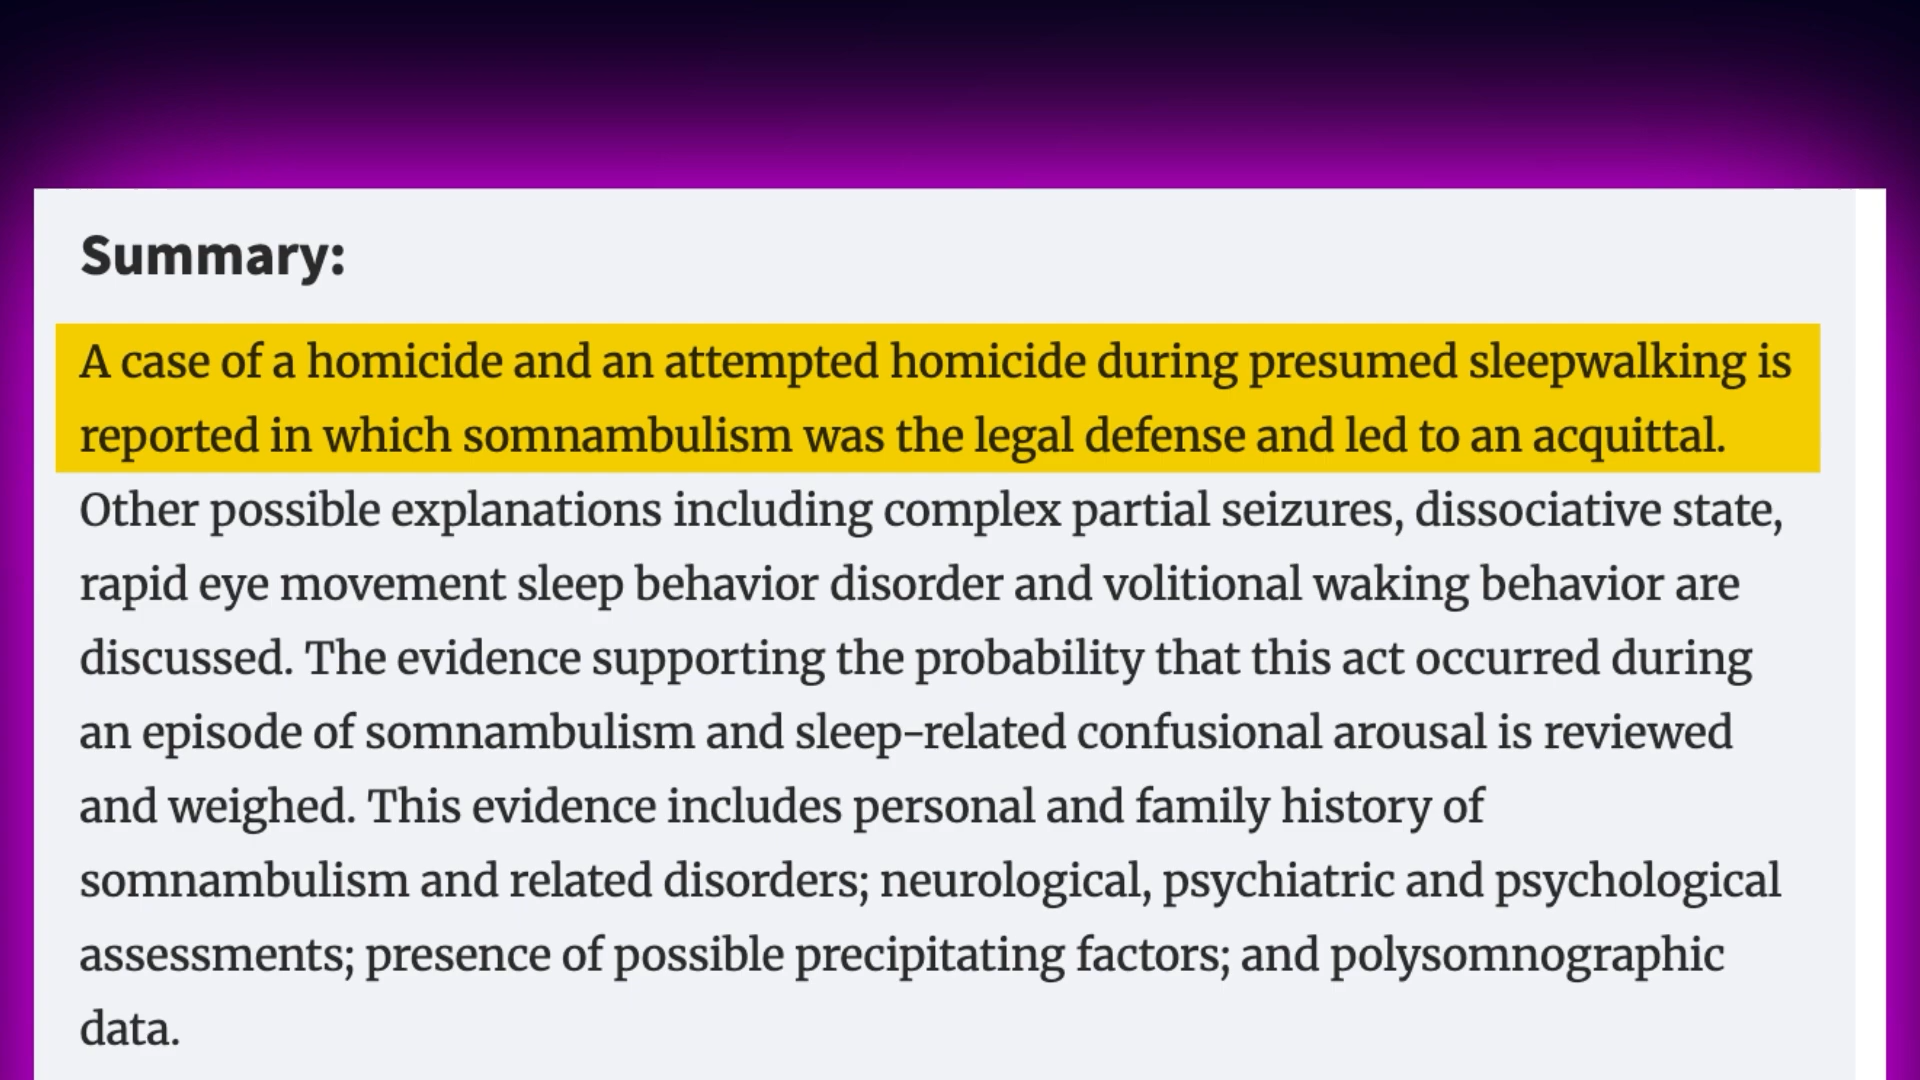 Summary:
A case of a homicide and an attempted homicide during presumed sleepwalking is
reported in which somnambulism was the legal defense and led to an acquittal.
Other possible explanations including complex partial seizures, dissociative state,
rapid eye movement sleep behavior disorder and volitional waking behavior are
discussed. The evidence supporting the probability that this act occurred during
an episode of somnambulism and sleep-related confusional arousal is reviewed
and weighed. This evidence includes personal and family history of
somnambulism and related disorders; neurological, psychiatric and psychological
assessments; presence of possible precipitating factors; and polysomnographic
data.